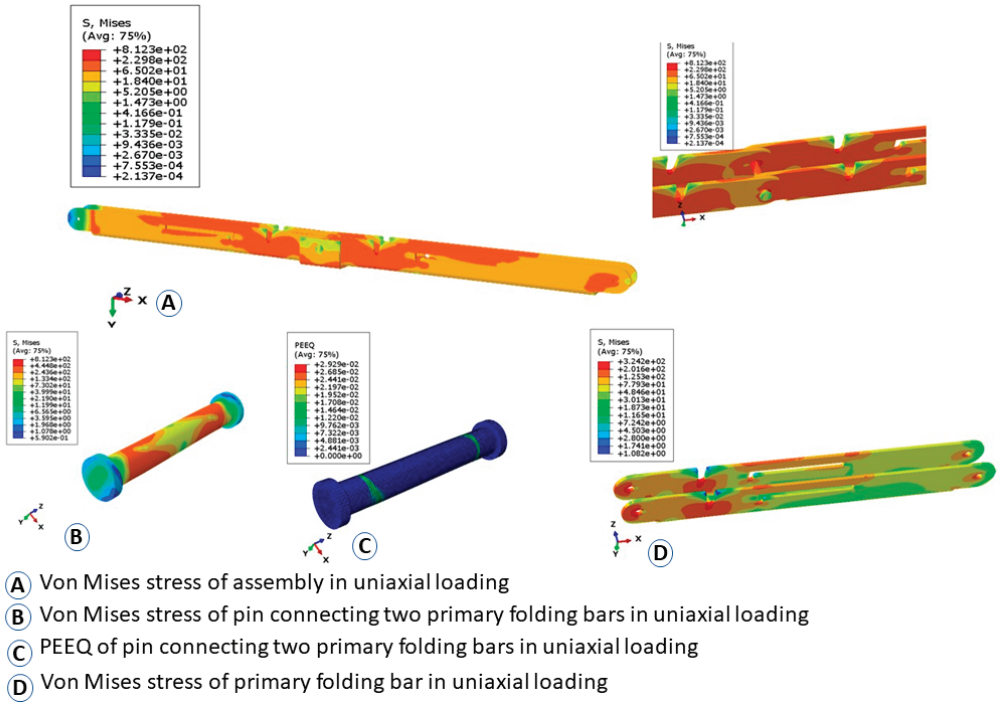 S, Mises
(Avg: 75%)
+8.123e+02
+2.298e+02
+6.502e+01
+1.840e+01
+5.205e+00
+1.473e+00
+4.166e-01
+1.179e-01
+3.335e-02
+9.436e-03
+2.670e-03
+7.553e-04
+2.137e-04
S, Mises
(Avg: 75%)
+8.123e+02
+2.298e+02
+6.502e+01
+1.840e+01
+5.205e+00
+1.473e+00
+4.166e-01
+1.179e-01
+3.335e-02
+9.436e-03
+2.670e-03
+7.553e-04
+2.137e-04
Z
X
Z
X
Y
A
S, Mises
(Avg: 75%)
+8.123e+02
+4.448e+02
+2.436e+02
+1.334e+02
+7.302e+01
+3.999e+01
+2.190e+01
+1.199e+01
+6.565e+00
+3.595e+00
+1.968e+00
+1.078e+00
+5.902e-01
Z
Y
X
B
PEEQ
(Avg: 75%)
+2.929e-02
+2.685e-02
+2.441e-02
+2.197e-02
+1.952e-02
+1.708e-02
+1.464e-02
+1.220e-02
+9.762e-03
+7.322e-03
+4.881e-03
+2.441e-03
+0.000e+00
Z
Y
X
C
S, Mises
(Avg: 75%)
+3.242e+02
+2.016e+02
+1.253e+02
+7.793e+01
+4.846e+01
+3.013e+01
+1.873e+01
+1.165e+01
+7.242e+00
+4.503e+00
+2.800e+00
+1.741e+00
+1.082e+00
Z
X
Y
D
A Von Mises stress of assembly in uniaxial loading
B Von Mises stress of pin connecting two primary folding bars in uniaxial loading
C PEEQ of pin connecting two primary folding bars in uniaxial loading
D Von Mises stress of primary folding bar in uniaxial loading